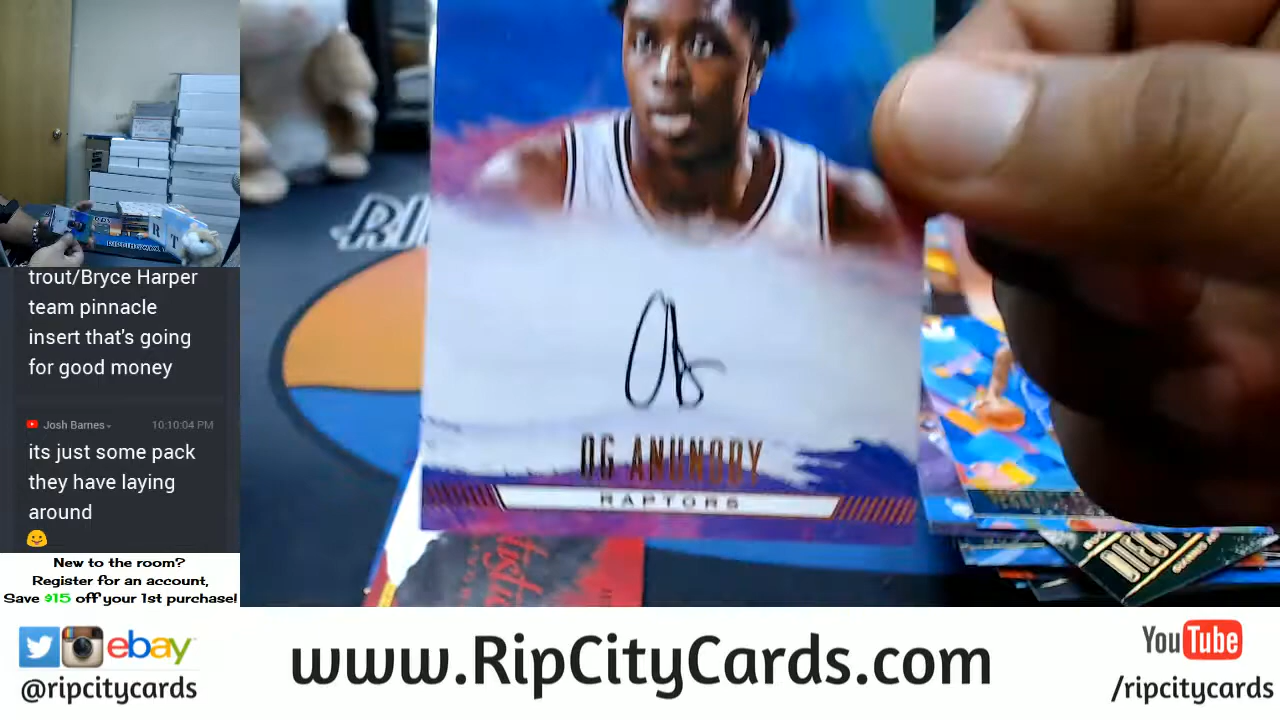 trout/Bryce Harper
team pinnacle
insert that's going
for good money
Josh Barnes
10:10:04 PM
its just some pack
they have laying
around
New to the room?
Register for an account,
Save $15 off your 1st purchase!
R T
OG ANUNOBY
RAPTORS
DIEGO
ebay
@ripcitycards
www.RipCityCards.com
YouTube
/ripcitycards